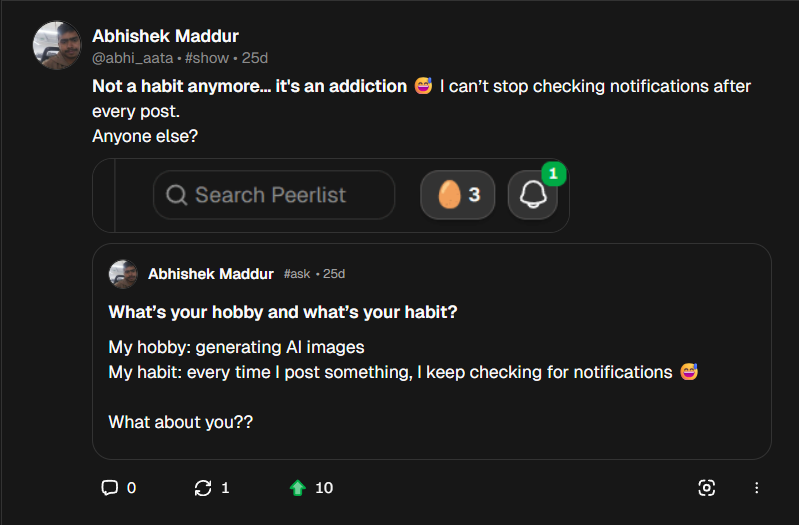 Abhishek Maddur
@abhi_aata • #show • 25d
Not a habit anymore... it's an addiction 😅 I can’t stop checking notifications after
every post.
Anyone else?
Search Peerlist
3
1
Abhishek Maddur #ask • 25d
What’s your hobby and what’s your habit?
My hobby: generating AI images
My habit: every time I post something, I keep checking for notifications 😅
What about you??
0 1 10